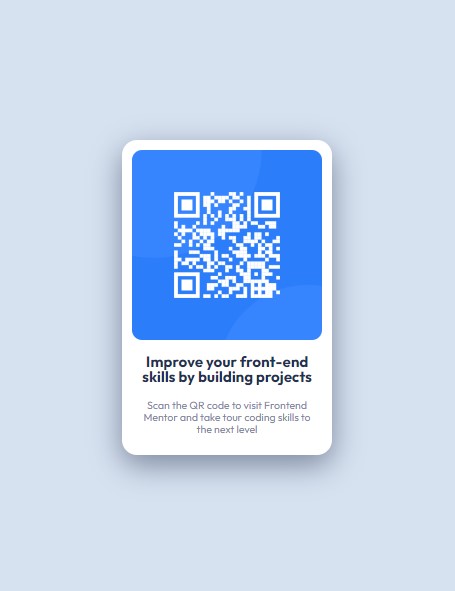 Improve your front-end
skills by building projects
Scan the QR code to visit Frontend
Mentor and take tour coding skills to
the next level